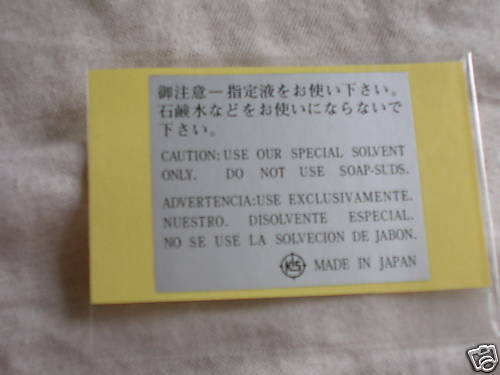 御注意ー指定液をお使い下さい。
石鹸水などをお使いにならないで
下さい。
CAUTION: USE OUR SPECIAL SOLVENT
ONLY. DO NOT USE SOAP-SUDS.
ADVERTENCIA: USE EXCLUSIVAMENTE.
NUESTRO. DISOLVENTE ESPECIAL.
NO SE USE LA SOLVECION DE JABON.
KS MADE IN JAPAN